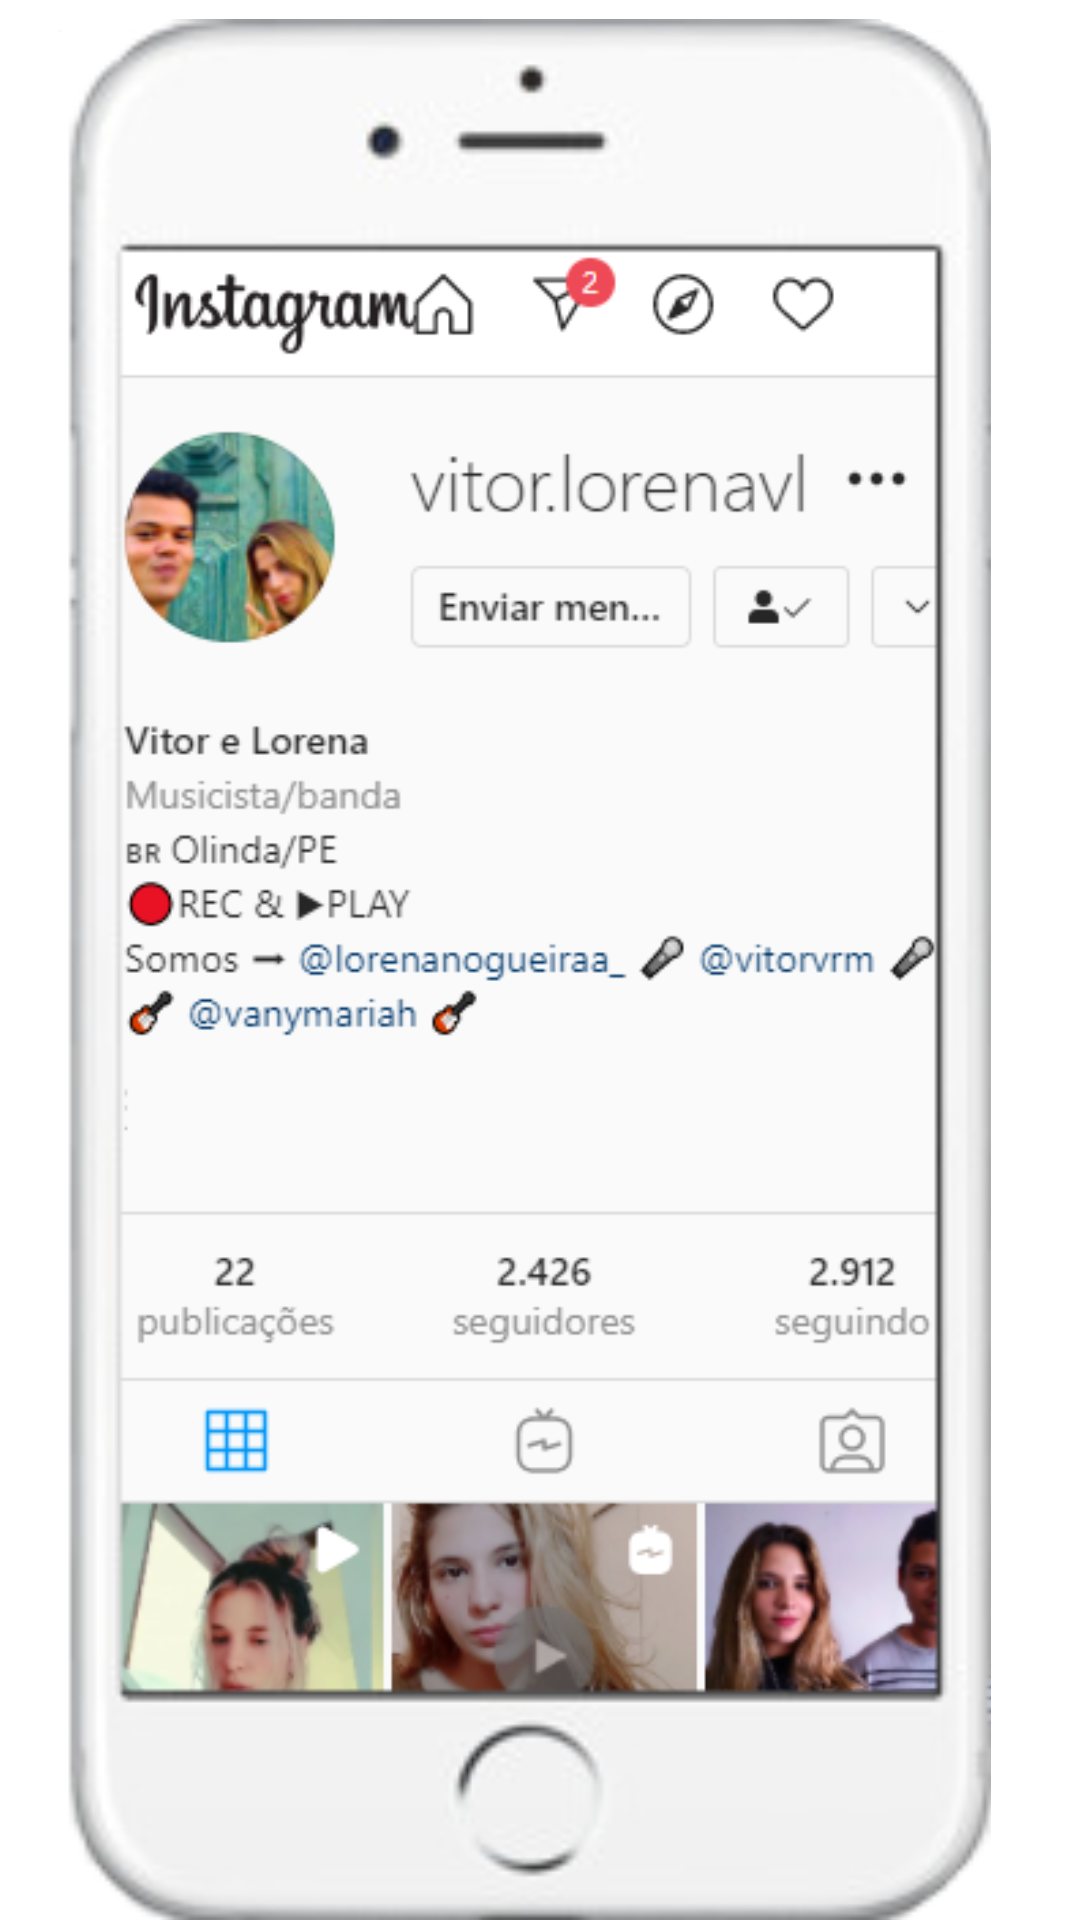 Instagram
2
vitor.lorenavl
Enviar men...
Vitor e Lorena
Musicista/banda
BR Olinda/PE
🔴REC & ▶PLAY
Somos ➞ @lorenanogueiraa_ 🎤 @vitorvrm 🎤
🎸 @vanymariah 🎸
22 2.426 2.912
publicações seguidores seguindo